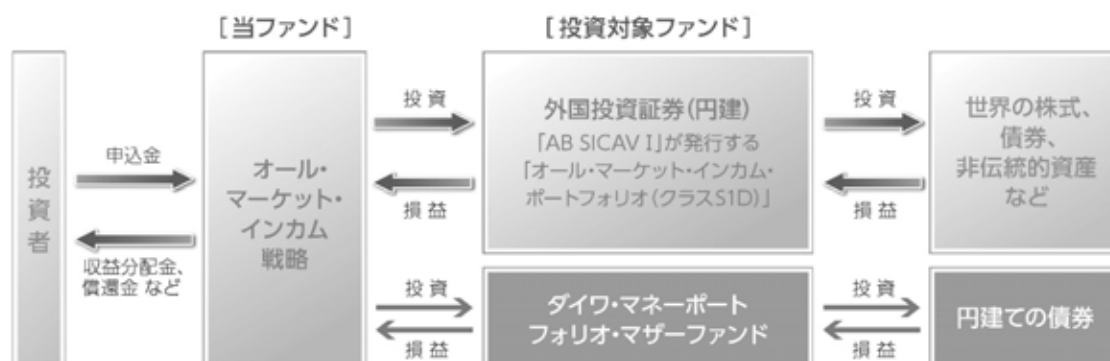 [当ファンド]
[投資対象ファンド]
投資者
申込金
収益分配金、
償還金 など
オール・
マーケット・
インカム
戦略
投資
損益
外国投資証券(円建)
「AB SICAV I」が発行する
「オール・マーケット・インカム・
ポートフォリオ(クラスS1D)」
投資
損益
世界の株式、
債券、
非伝統的資産
など
投資
損益
ダイワ・マネーポート
フォリオ・マザーファンド
投資
損益
円建ての債券